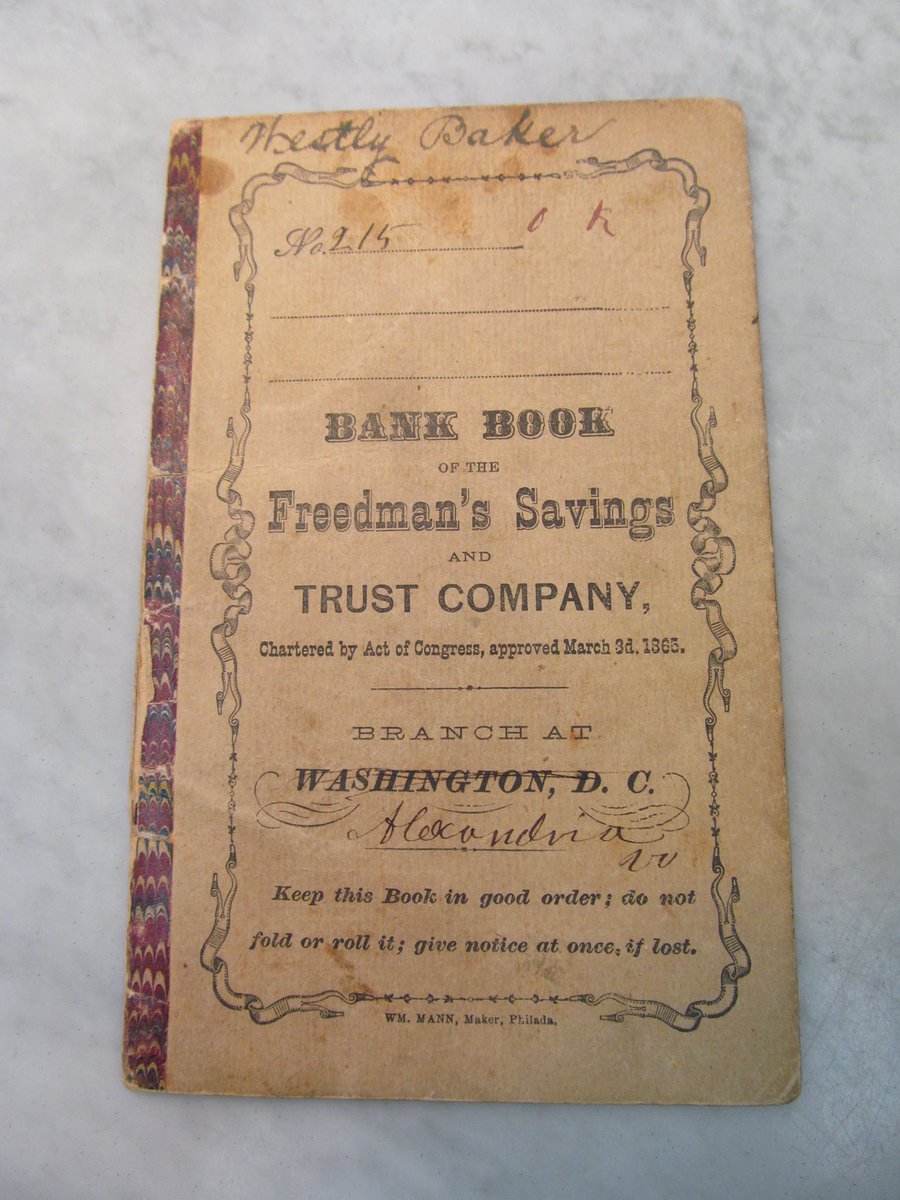 Westly Baker
No. 215 O K
BANK BOOK
OF THE
Freedman's Savings
AND
TRUST COMPANY,
Chartered by Act of Congress, approved March 3d, 1865.
BRANCH AT
WASHINGTON, D. C.
Alexandria
Va
Keep this Book in good order; do not
fold or roll it; give notice at once, if lost.
WM. MANN, Maker, Philada.